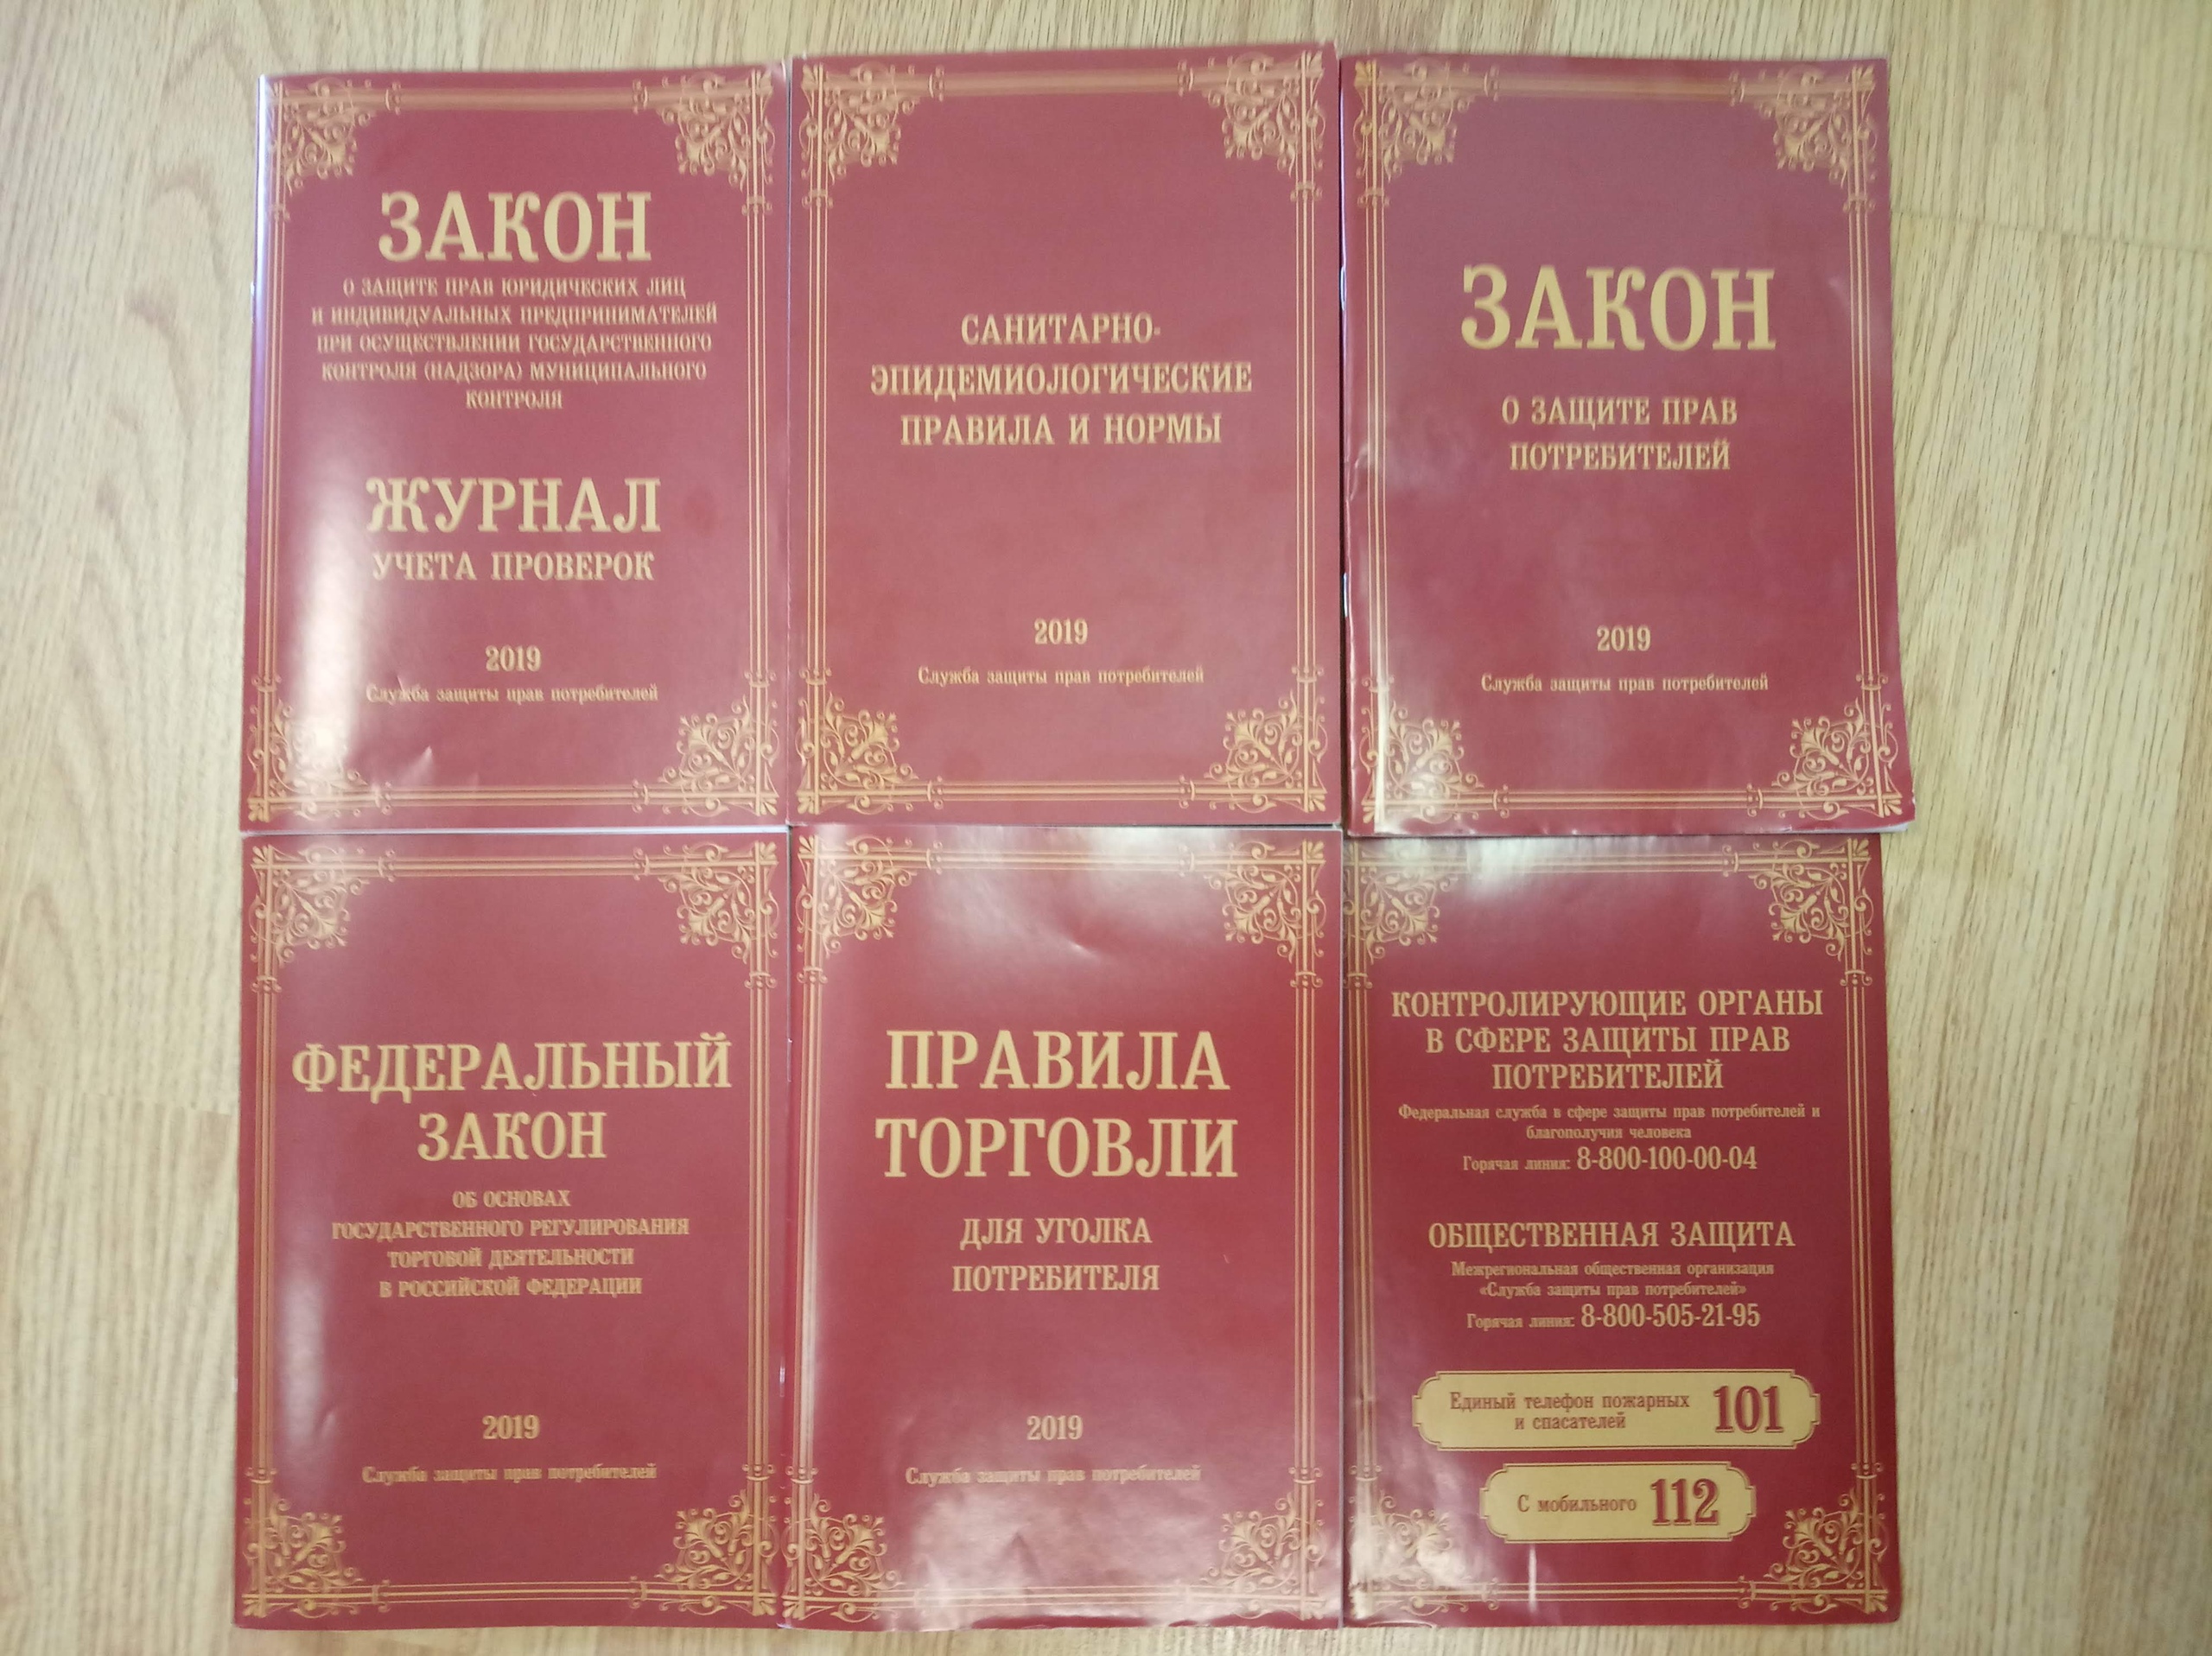 ЗАКОН
О ЗАЩИТЕ ПРАВ ЮРИДИЧЕСКИХ ЛИЦ
И ИНДИВИДУАЛЬНЫХ ПРЕДПРИНИМАТЕЛЕЙ
ПРИ ОСУЩЕСТВЛЕНИИ ГОСУДАРСТВЕННОГО
КОНТРОЛЯ (НАДЗОРА) МУНИЦИПАЛЬНОГО
КОНТРОЛЯ
ЖУРНАЛ
УЧЕТА ПРОВЕРОК
2019
Служба защиты прав потребителей
САНИТАРНО-
ЭПИДЕМИОЛОГИЧЕСКИЕ
ПРАВИЛА И НОРМЫ
2019
Служба защиты прав потребителей
ЗАКОН
О ЗАЩИТЕ ПРАВ
ПОТРЕБИТЕЛЕЙ
2019
Служба защиты прав потребителей
ФЕДЕРАЛЬНЫЙ
ЗАКОН
ОБ ОСНОВАХ
ГОСУДАРСТВЕННОГО РЕГУЛИРОВАНИЯ
ТОРГОВОЙ ДЕЯТЕЛЬНОСТИ
В РОССИЙСКОЙ ФЕДЕРАЦИИ
2019
Служба защиты прав потребителей
ПРАВИЛА
ТОРГОВЛИ
ДЛЯ УГОЛКА
ПОТРЕБИТЕЛЯ
2019
Служба защиты прав потребителей
КОНТРОЛИРУЮЩИЕ ОРГАНЫ
В СФЕРЕ ЗАЩИТЫ ПРАВ
ПОТРЕБИТЕЛЕЙ
Федеральная служба в сфере защиты прав потребителей и
благополучия человека
Горячая линия: 8-800-100-00-04
ОБЩЕСТВЕННАЯ ЗАЩИТА
Межрегиональная общественная организация
«Служба защиты прав потребителей»
Горячая линия: 8-800-505-21-95
Единый телефон пожарных
и спасателей 101
С мобильного 112